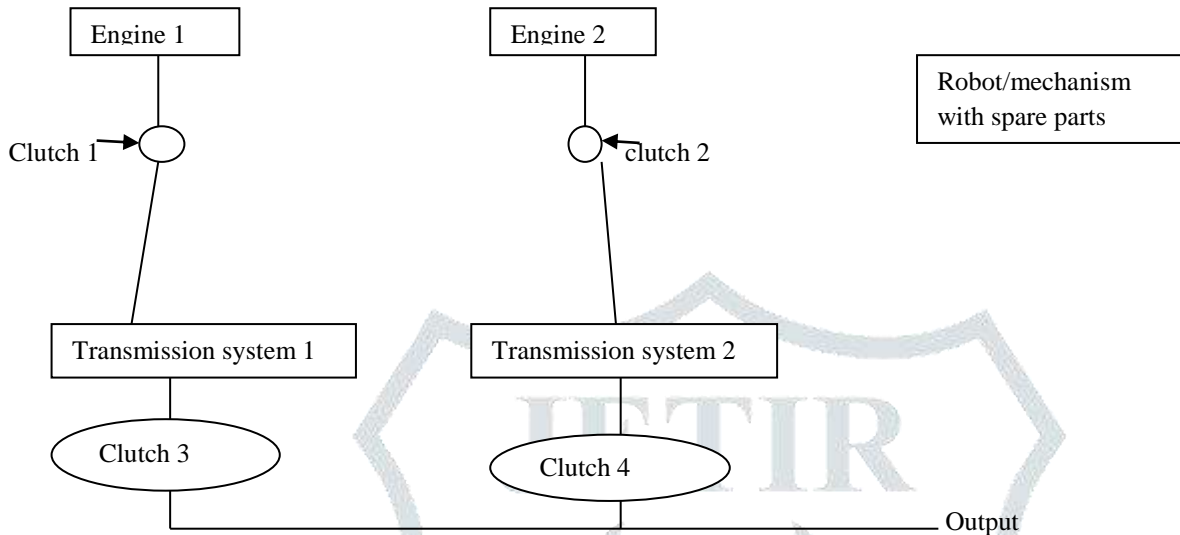 Engine 1
Engine 2
Robot/mechanism
with spare parts
Clutch 1
clutch 2
Transmission system 1
Transmission system 2
JETIR
Clutch 3
Clutch 4
Output